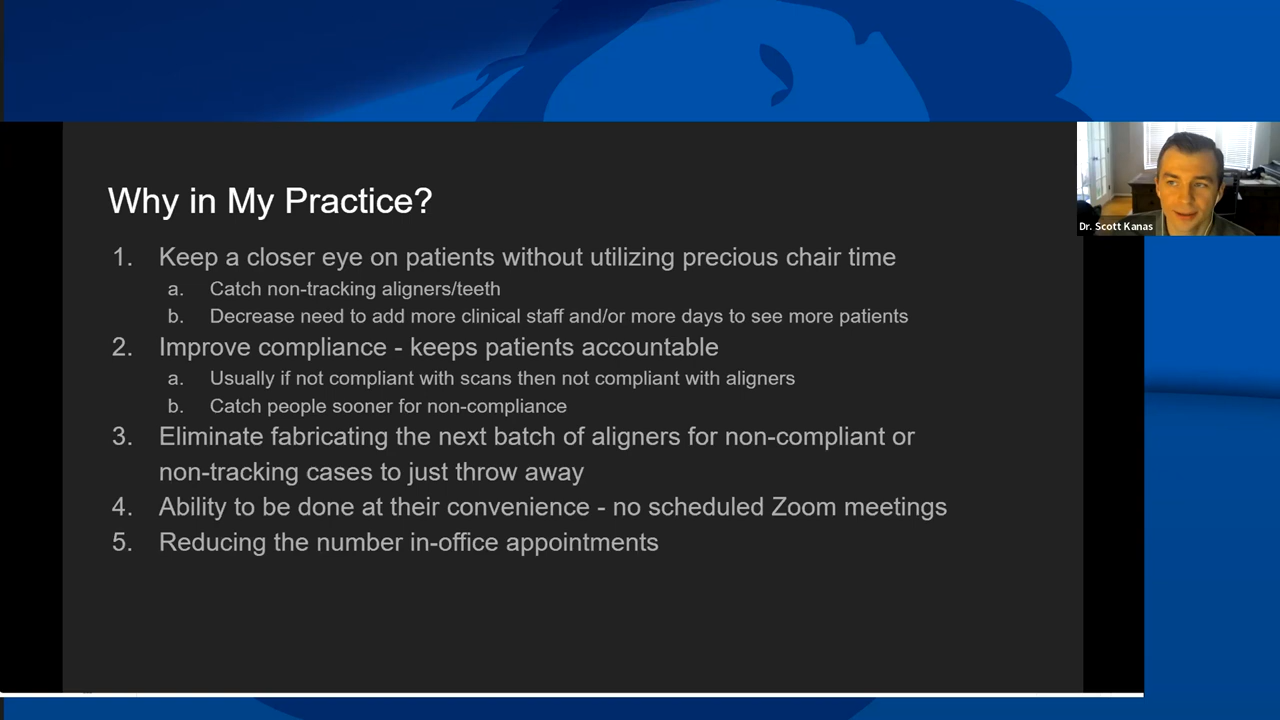 Why in My Practice?
1. Keep a closer eye on patients without utilizing precious chair time
a. Catch non-tracking aligners/teeth
b. Decrease need to add more clinical staff and/or more days to see more patients
2. Improve compliance - keeps patients accountable
a. Usually if not compliant with scans then not compliant with aligners
b. Catch people sooner for non-compliance
3. Eliminate fabricating the next batch of aligners for non-compliant or
non-tracking cases to just throw away
4. Ability to be done at their convenience - no scheduled Zoom meetings
5. Reducing the number in-office appointments
Dr. Scott Kanas